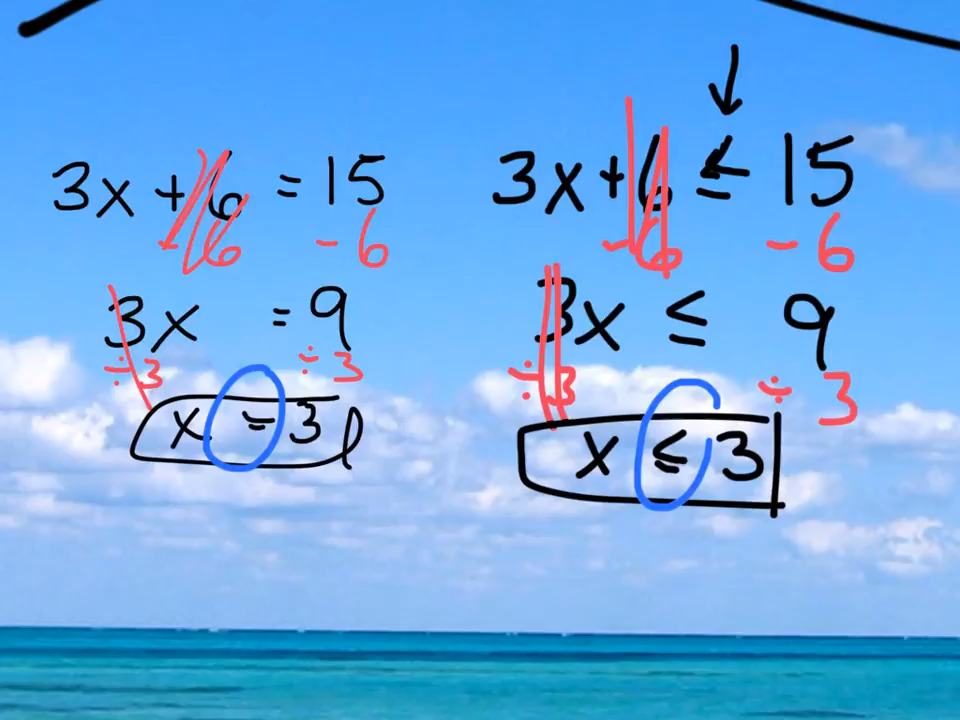 3x + 6 = 15
- 6 - 6
3x = 9
÷ 3 ÷ 3
x = 3
3x + 6 ≤ 15
- 6 - 6
3x ≤ 9
÷ 3 ÷ 3
x ≤ 3